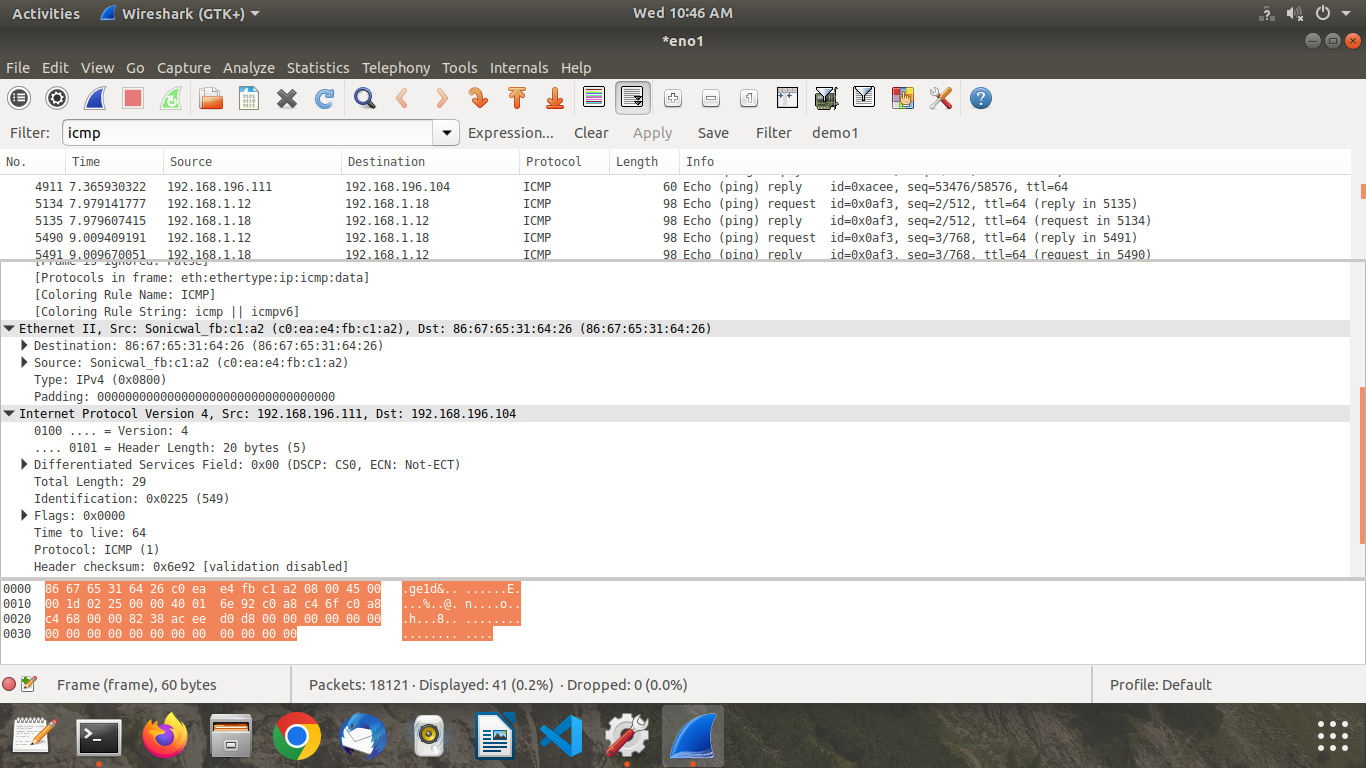 Activities Wireshark (GTK+) Wed 10:46 AM
*eno1
File Edit View Go Capture Analyze Statistics Telephony Tools Internals Help
Filter: icmp Expression... Clear Apply Save Filter demo1
No. Time Source Destination Protocol Length Info
4911 7.365930322 192.168.196.111 192.168.196.104 ICMP 60 Echo (ping) reply id=0xacee, seq=53476/58576, ttl=64
5134 7.979141777 192.168.1.12 192.168.1.18 ICMP 98 Echo (ping) request id=0x0af3, seq=2/512, ttl=64 (reply in 5135)
5135 7.979607415 192.168.1.18 192.168.1.12 ICMP 98 Echo (ping) reply id=0x0af3, seq=2/512, ttl=64 (request in 5134)
5490 9.009409191 192.168.1.12 192.168.1.18 ICMP 98 Echo (ping) request id=0x0af3, seq=3/768, ttl=64 (reply in 5491)
5491 9.009670051 192.168.1.18 192.168.1.12 ICMP 98 Echo (ping) reply id=0x0af3, seq=3/768, ttl=64 (request in 5490)
[Frame is ignored: False]
[Protocols in frame: eth:ethertype:ip:icmp:data]
[Coloring Rule Name: ICMP]
[Coloring Rule String: icmp || icmpv6]
Ethernet II, Src: Sonicwal_fb:c1:a2 (c0:ea:e4:fb:c1:a2), Dst: 86:67:65:31:64:26 (86:67:65:31:64:26)
Destination: 86:67:65:31:64:26 (86:67:65:31:64:26)
Source: Sonicwal_fb:c1:a2 (c0:ea:e4:fb:c1:a2)
Type: IPv4 (0x0800)
Padding: 0000000000000000000000000000000000
Internet Protocol Version 4, Src: 192.168.196.111, Dst: 192.168.196.104
0100 .... = Version: 4
.... 0101 = Header Length: 20 bytes (5)
Differentiated Services Field: 0x00 (DSCP: CS0, ECN: Not-ECT)
Total Length: 29
Identification: 0x0225 (549)
Flags: 0x0000
Time to live: 64
Protocol: ICMP (1)
Header checksum: 0x6e92 [validation disabled]
0000 86 67 65 31 64 26 c0 ea e4 fb c1 a2 08 00 45 00 .ge1d&.. ......E.
0010 00 1d 02 25 00 00 40 01 6e 92 c0 a8 c4 6f c0 a8 ...%..@. n....o..
0020 c4 68 00 00 82 38 ac ee d0 d8 00 00 00 00 00 00 .h...8.. ........
0030 00 00 00 00 00 00 00 00 00 00 00 00 ........ ....
Frame (frame), 60 bytes Packets: 18121 · Displayed: 41 (0.2%) · Dropped: 0 (0.0%) Profile: Default